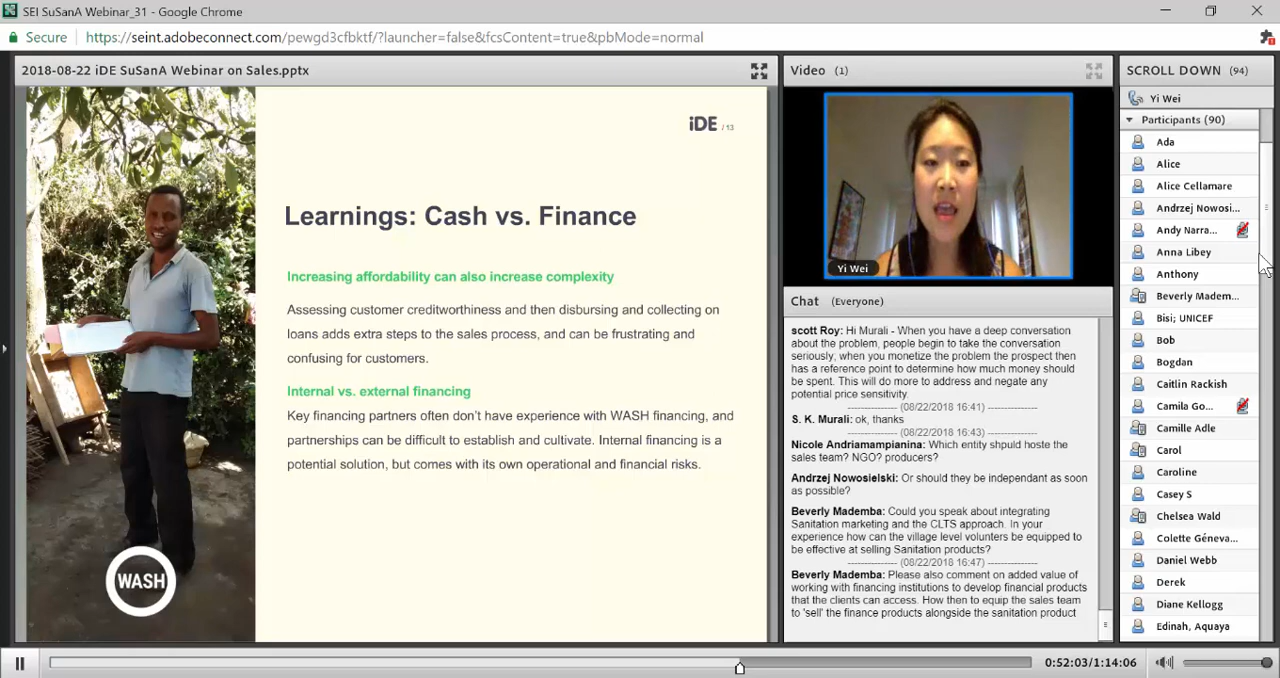 SEI SuSanA Webinar_31 - Google Chrome
Secure
https://seint.adobeconnect.com/pewgd3cfbktf/?launcher=false&fcsContent=true&pbMode=normal
2018-08-22 iDE SuSanA Webinar on Sales.pptx
iDE / 13
Learnings: Cash vs. Finance
Increasing affordability can also increase complexity
Assessing customer creditworthiness and then disbursing and collecting on
loans adds extra steps to the sales process, and can be frustrating and
confusing for customers.
Internal vs. external financing
Key financing partners often don't have experience with WASH financing, and
partnerships can be difficult to establish and cultivate. Internal financing is a
potential solution, but comes with its own operational and financial risks.
WASH
Video (1)
Yi Wei
Chat (Everyone)
scott Roy: Hi Murali - When you have a deep conversation
about the problem, people begin to take the conversation
seriously, when you monetize the problem the prospect then
has a reference point to determine how much money should
be spent. This will do more to address and negate any
potential price sensitivity.
--------------- (08/22/2018 16:41) ---------------
S. K. Murali: ok, thanks
--------------- (08/22/2018 16:43) ---------------
Nicole Andriamampianina: Which entity shpuld hoste the
sales team? NGO? producers?
Andrzej Nowosielski: Or should they be independant as soon
as possible?
Beverly Mademba: Could you speak about integrating
Sanitation marketing and the CLTS approach. In your
experience how can the village level volunters be equipped to
be effective at selling Sanitation products?
--------------- (08/22/2018 16:47) ---------------
Beverly Mademba: Please also comment on added value of
working with financing institutions to develop financial products
that the clients can access. How then to equip the sales team
to 'sell' the finance products alongside the sanitation product
SCROLL DOWN (94)
Yi Wei
Participants (90)
Ada
Alice
Alice Cellamare
Andrzej Nowosi...
Andy Narra...
Anna Libey
Anthony
Beverly Madem...
Bisi; UNICEF
Bob
Bogdan
Caitlin Rackish
Camila Go...
Camille Adle
Carol
Caroline
Casey S
Chelsea Wald
Colette Géneva...
Daniel Webb
Derek
Diane Kellogg
Edinah, Aquaya
0:52:03/1:14:06